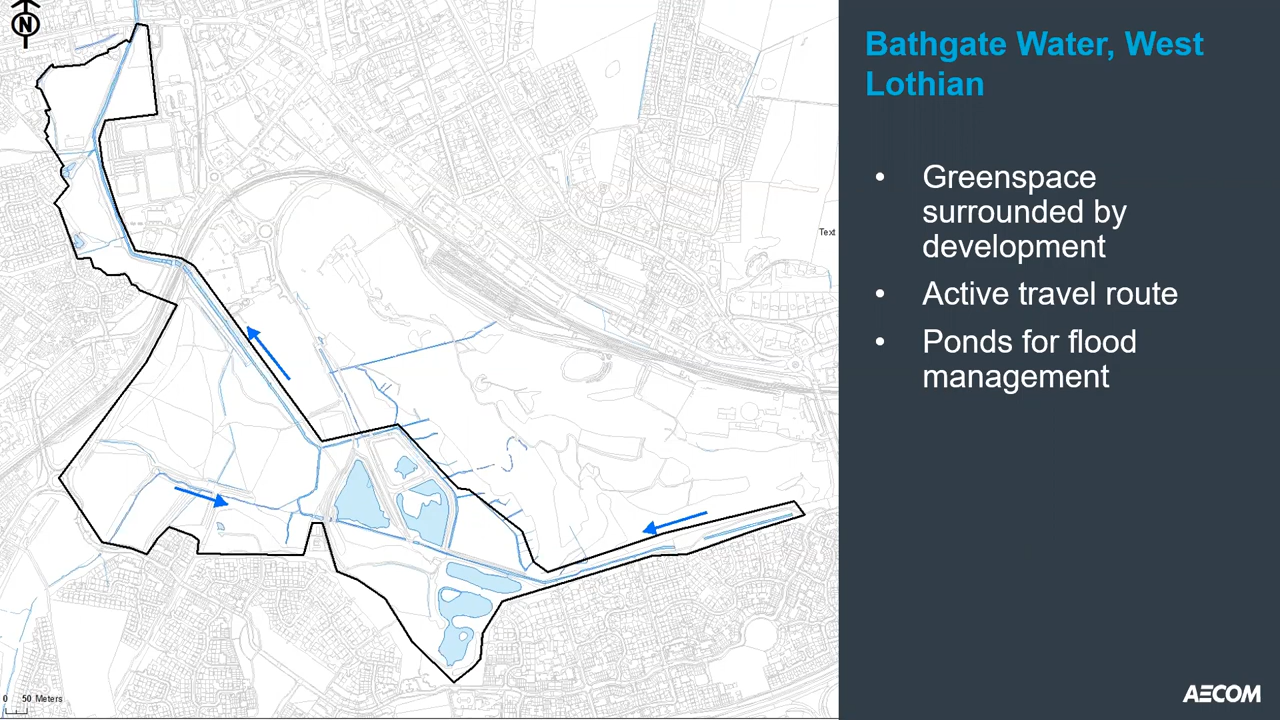 N
Text
0 50 Meters
Bathgate Water, West
Lothian
• Greenspace
surrounded by
development
• Active travel route
• Ponds for flood
management
AECOM